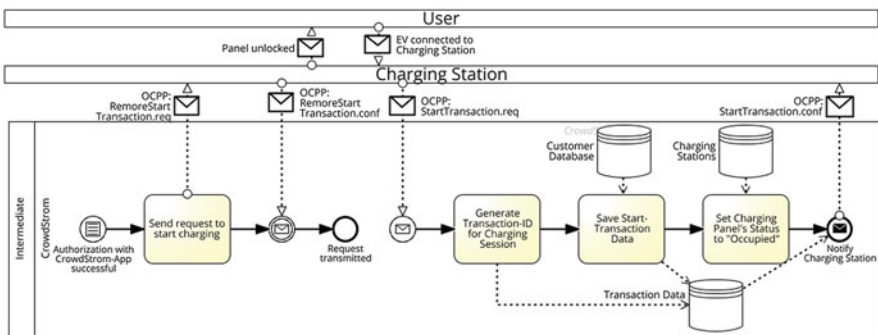 User
Panel unlocked
EV connected to
Charging Station
Charging Station
OCPP:
RemoreStart
Transaction.req
OCPP:
RemoreStart
Transaction.conf
OCPP:
StartTransaction.req
OCPP:
StartTransaction.conf
Intermediate
CrowdStrom
Customer
Database
Charging
Stations
Authorization with
CrowdStrom-App
successful
Send request to
start charging
Request
transmitted
Generate
Transaction-ID
for Charging
Session
Save Start-
Transaction
Data
Set Charging
Panel's Status
to "Occupied"
Notify
Charging Station
Transaction Data